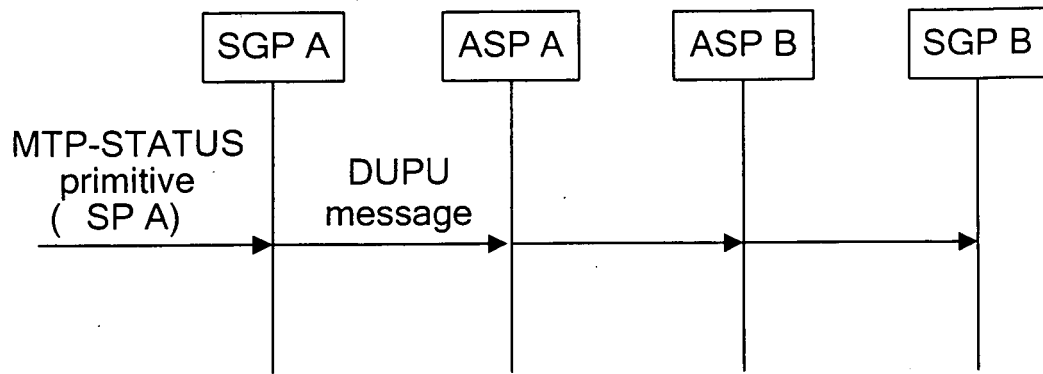 SGP A
ASP A
ASP B
SGP B
MTP-STATUS
primitive
( SP A)
DUPU
message